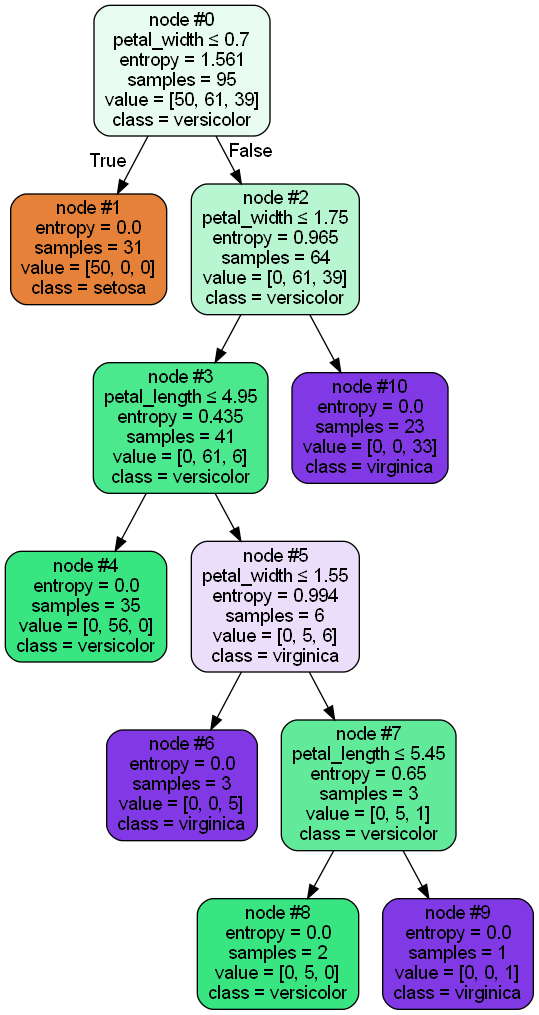 node #0
petal_width ≤ 0.7
entropy = 1.561
samples = 95
value = [50, 61, 39]
class = versicolor
True
False
node #1
entropy = 0.0
samples = 31
value = [50, 0, 0]
class = setosa
node #2
petal_width ≤ 1.75
entropy = 0.965
samples = 64
value = [0, 61, 39]
class = versicolor
node #3
petal_length ≤ 4.95
entropy = 0.435
samples = 41
value = [0, 61, 6]
class = versicolor
node #10
entropy = 0.0
samples = 23
value = [0, 0, 33]
class = virginica
node #4
entropy = 0.0
samples = 35
value = [0, 56, 0]
class = versicolor
node #5
petal_width ≤ 1.55
entropy = 0.994
samples = 6
value = [0, 5, 6]
class = virginica
node #6
entropy = 0.0
samples = 3
value = [0, 0, 5]
class = virginica
node #7
petal_length ≤ 5.45
entropy = 0.65
samples = 3
value = [0, 5, 1]
class = versicolor
node #8
entropy = 0.0
samples = 2
value = [0, 5, 0]
class = versicolor
node #9
entropy = 0.0
samples = 1
value = [0, 0, 1]
class = virginica